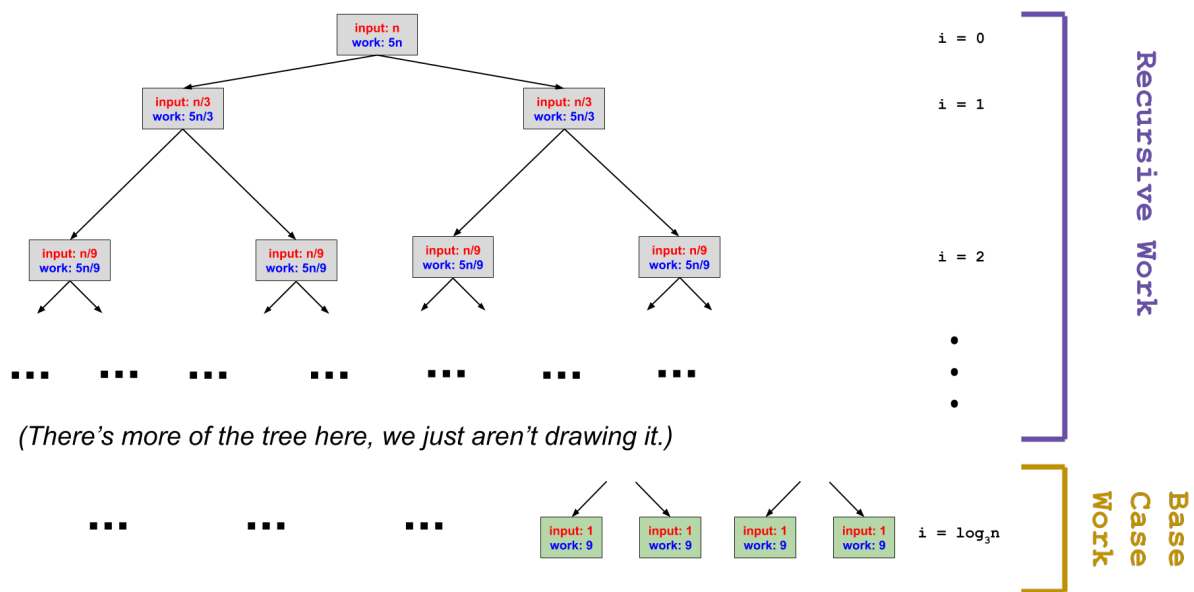 input: n
work: 5n
i = 0
input: n/3
work: 5n/3
input: n/3
work: 5n/3
i = 1
input: n/9
work: 5n/9
input: n/9
work: 5n/9
input: n/9
work: 5n/9
input: n/9
work: 5n/9
i = 2
Recursive Work
(There's more of the tree here, we just aren't drawing it.)
input: 1
work: 9
input: 1
work: 9
input: 1
work: 9
input: 1
work: 9
i = log₃n
Base
Case
Work